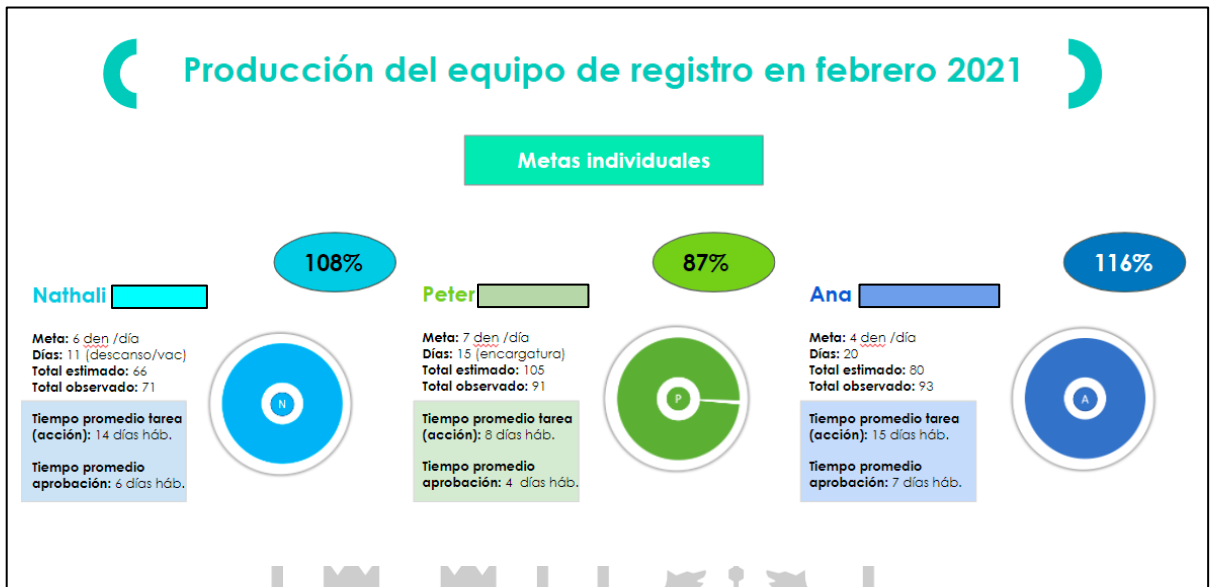 Producción del equipo de registro en febrero 2021
Metas individuales
108%
Nathali
Meta: 6 den /día
Días: 11 (descanso/vac)
Total estimado: 66
Total observado: 71
Tiempo promedio tarea
(acción): 14 días háb.
Tiempo promedio
aprobación: 6 días háb.
N
87%
Peter
Meta: 7 den /día
Días: 15 (encargatura)
Total estimado: 105
Total observado: 91
Tiempo promedio tarea
(acción): 8 días háb.
Tiempo promedio
aprobación: 4 días háb.
P
116%
Ana
Meta: 4 den /día
Días: 20
Total estimado: 80
Total observado: 93
Tiempo promedio tarea
(acción): 15 días háb.
Tiempo promedio
aprobación: 7 días háb.
A